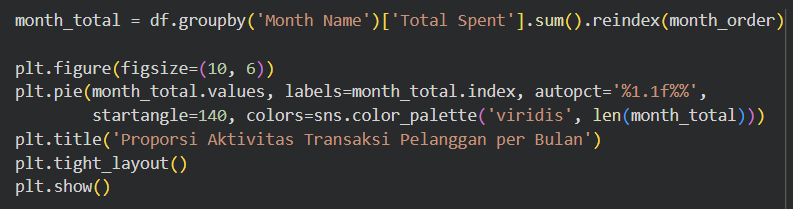 month_total = df.groupby('Month Name')['Total Spent'].sum().reindex(month_order)
plt.figure(figsize=(10, 6))
plt.pie(month_total.values, labels=month_total.index, autopct='%1.1f%%',
startangle=140, colors=sns.color_palette('viridis', len(month_total)))
plt.title('Proporsi Aktivitas Transaksi Pelanggan per Bulan')
plt.tight_layout()
plt.show()